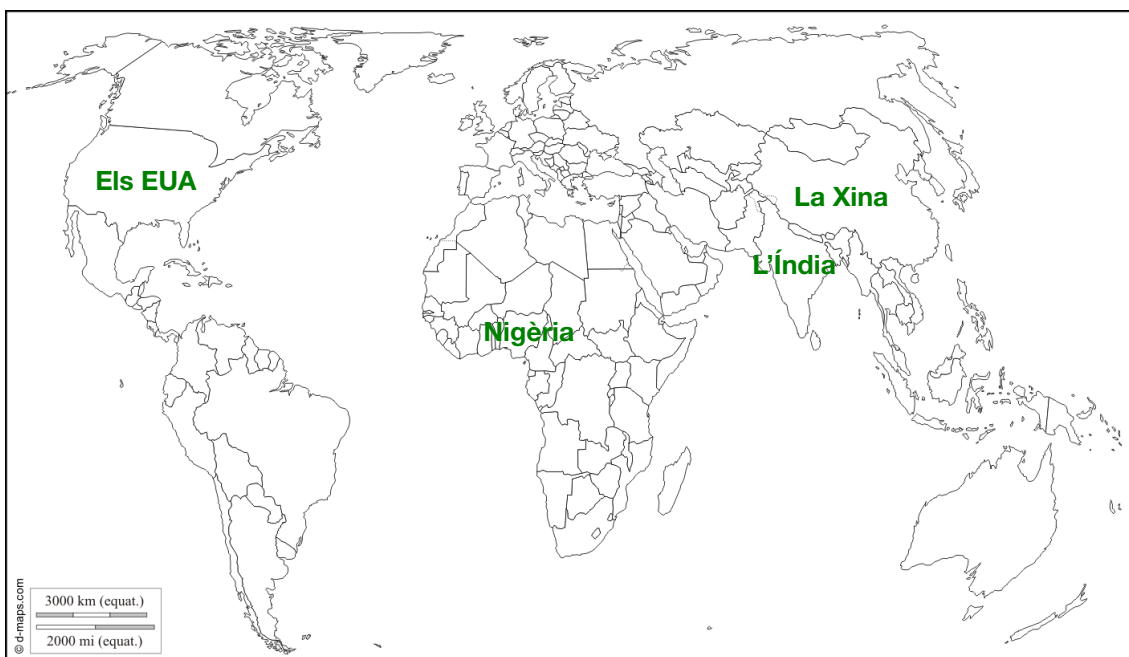 Els EUA
La Xina
L'Índia
Nigèria
© d-maps.com
3000 km (equat.)
2000 mi (equat.)